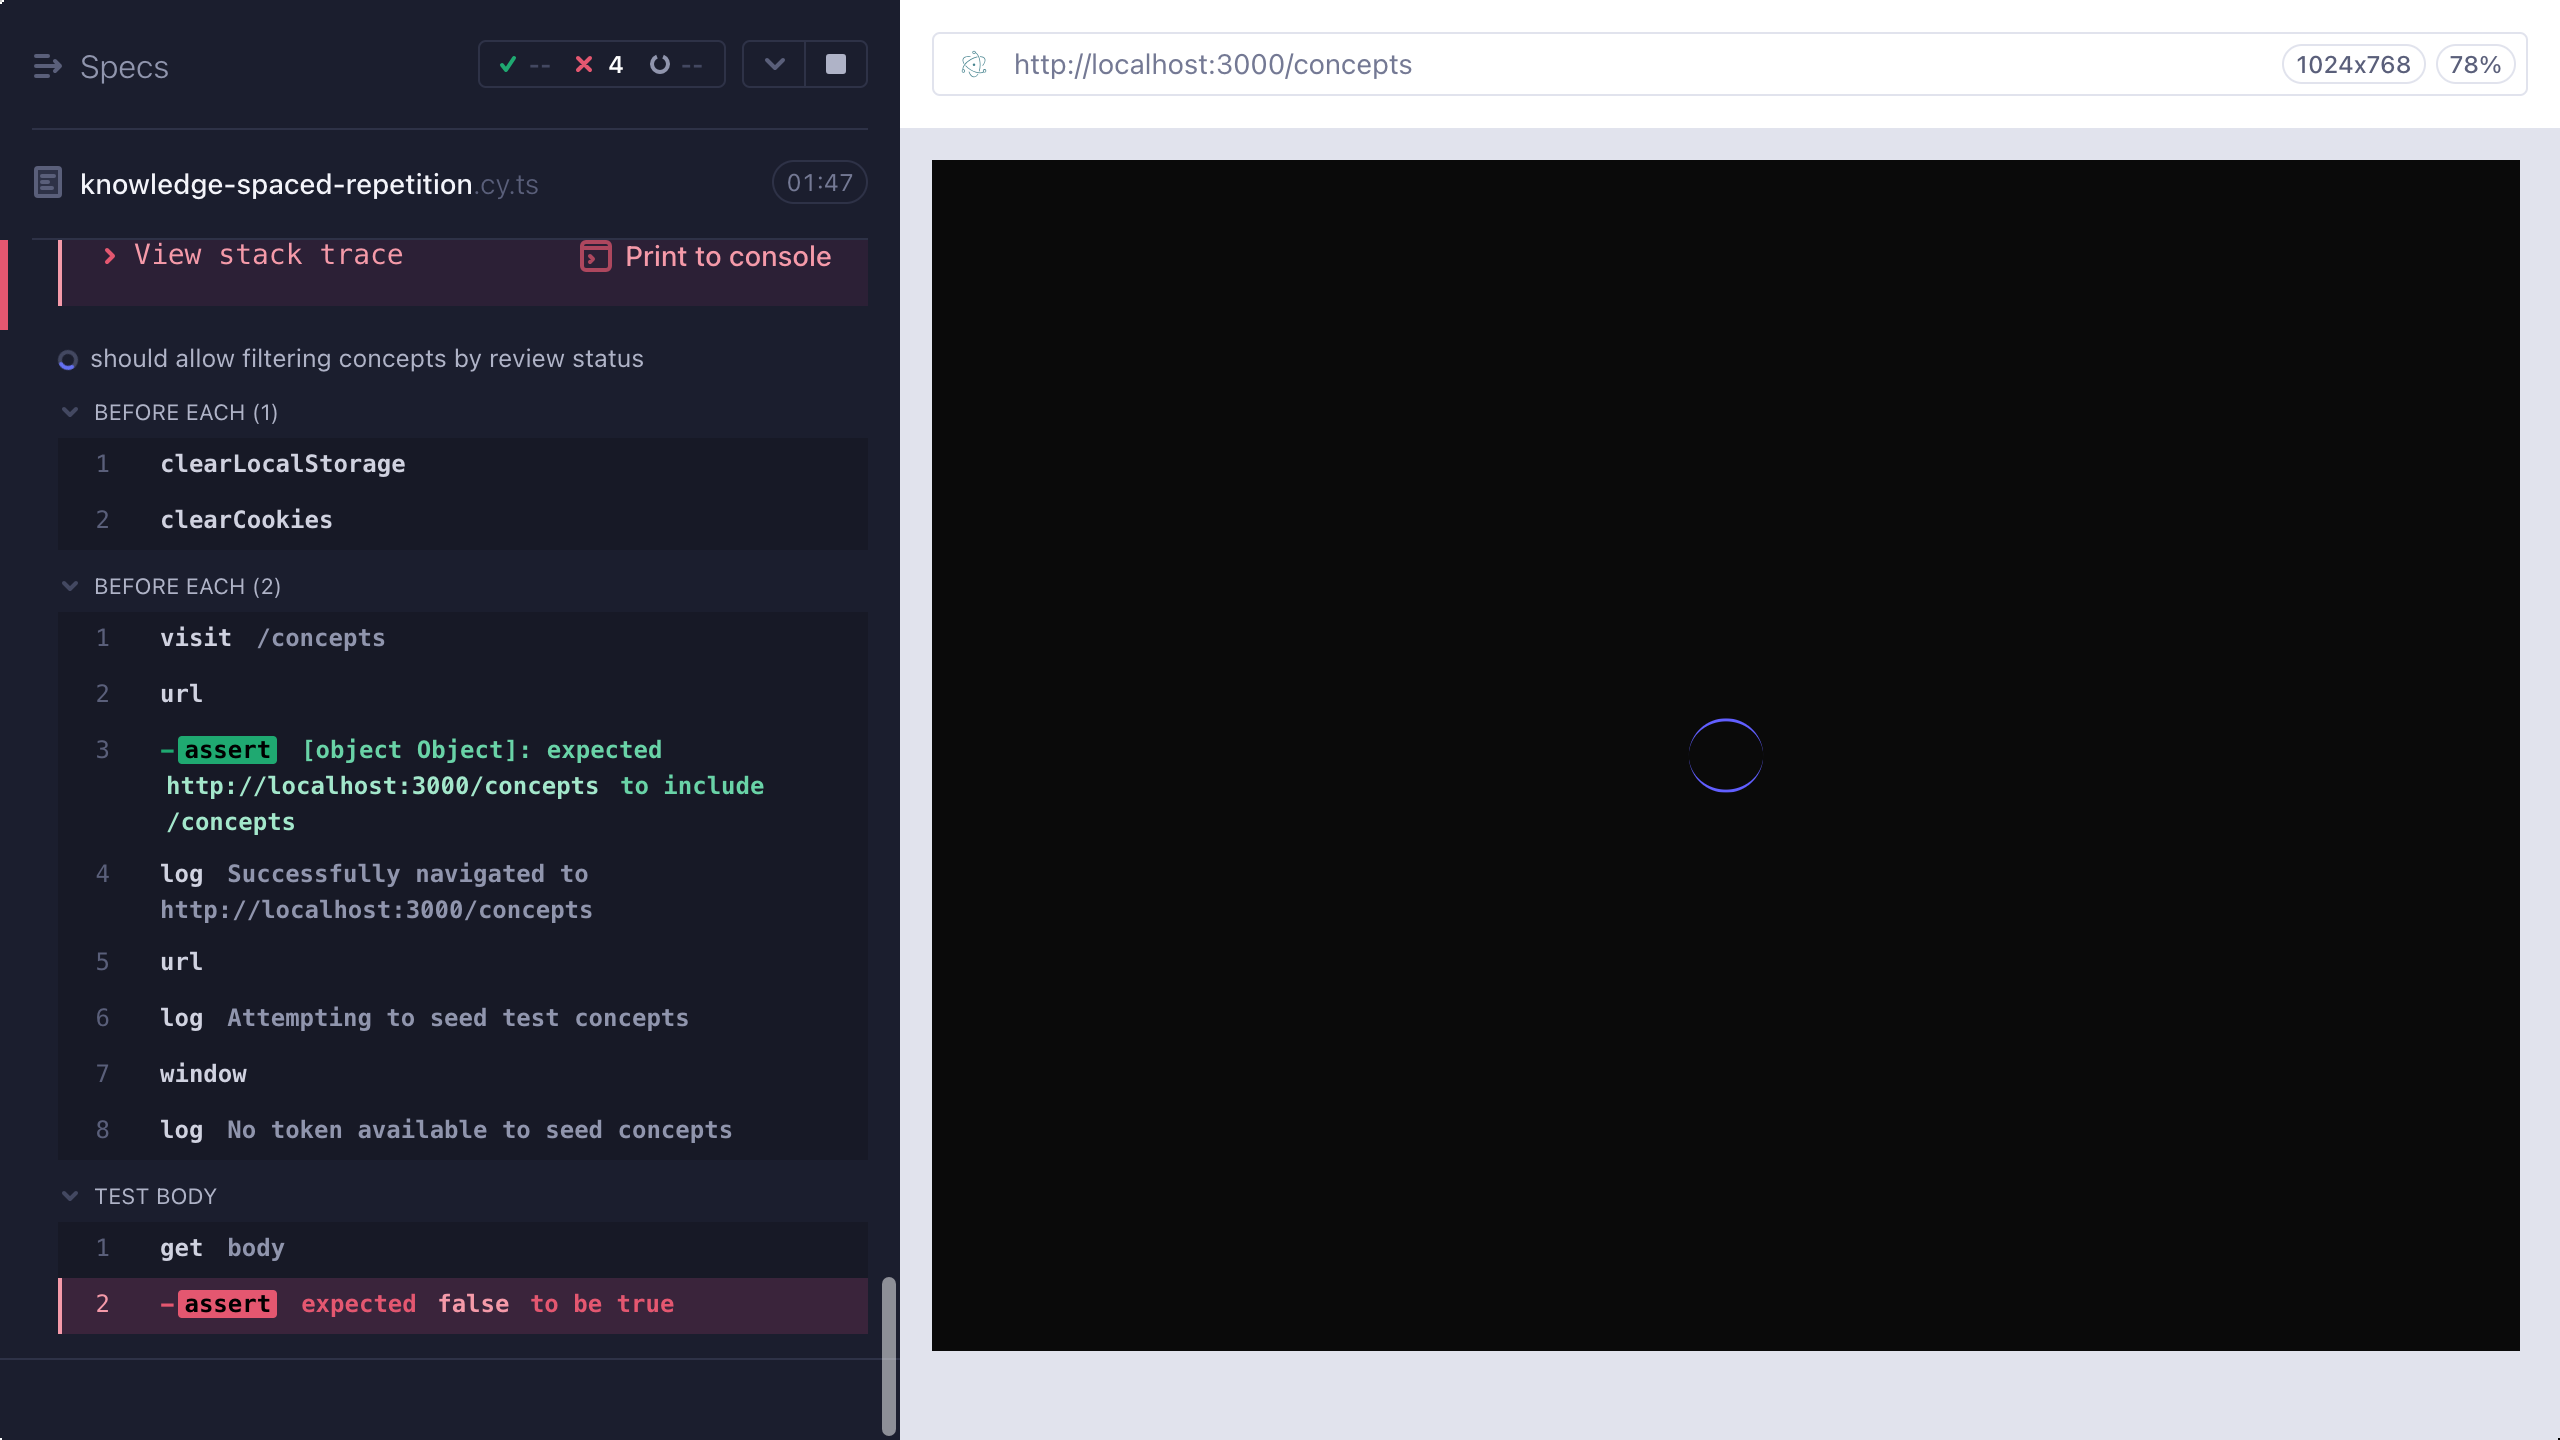 Specs
-- 4 --
http://localhost:3000/concepts
1024x768
78%
knowledge-spaced-repetition.cy.ts
01:47
View stack trace
Print to console
should allow filtering concepts by review status
BEFORE EACH (1)
1 clearLocalStorage
2 clearCookies
BEFORE EACH (2)
1 visit /concepts
2 url
3 -assert [object Object]: expected
http://localhost:3000/concepts to include
/concepts
4 log Successfully navigated to
http://localhost:3000/concepts
5 url
6 log Attempting to seed test concepts
7 window
8 log No token available to seed concepts
TEST BODY
1 get body
2 -assert expected false to be true